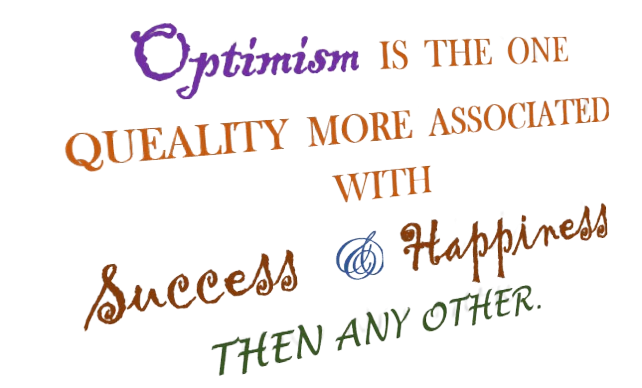 Optimism IS THE ONE
QUEALITY MORE ASSOCIATED
WITH
Success & Happiness
THEN ANY OTHER.